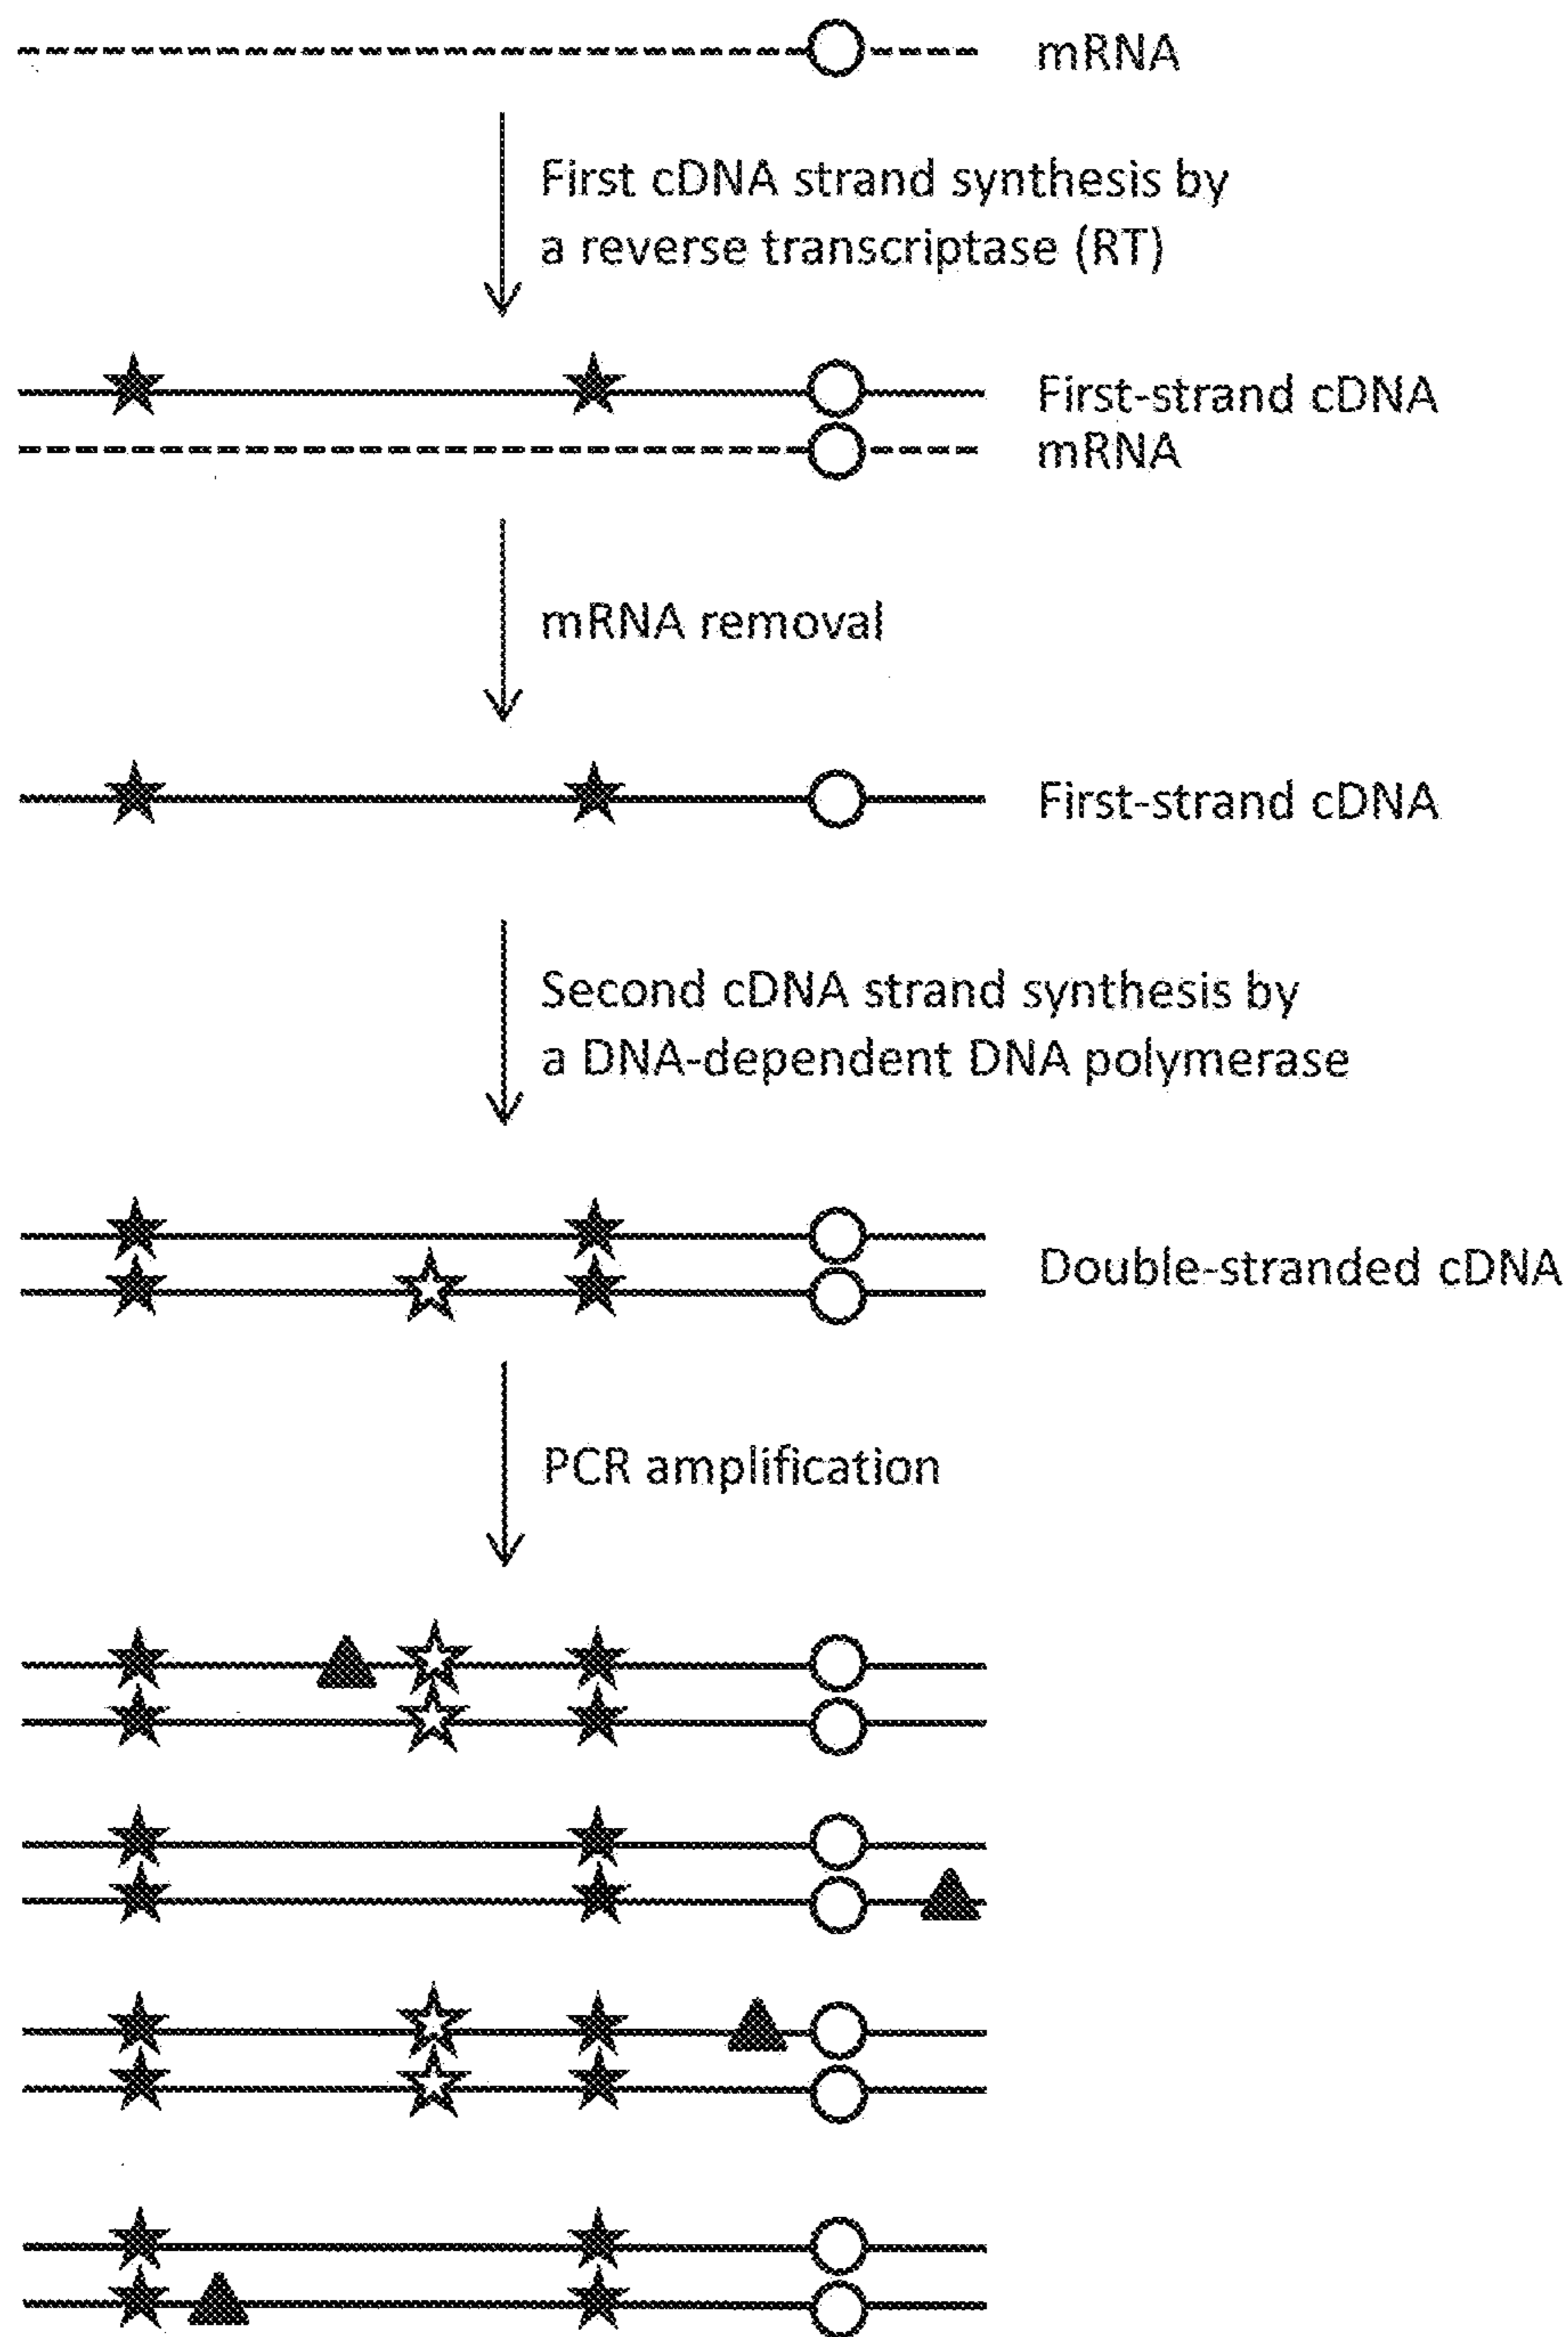 mRNA
First cDNA strand synthesis by
a reverse transcriptase (RT)
First-strand cDNA
mRNA
mRNA removal
First-strand cDNA
Second cDNA strand synthesis by
a DNA-dependent DNA polymerase
Double-stranded cDNA
PCR amplification